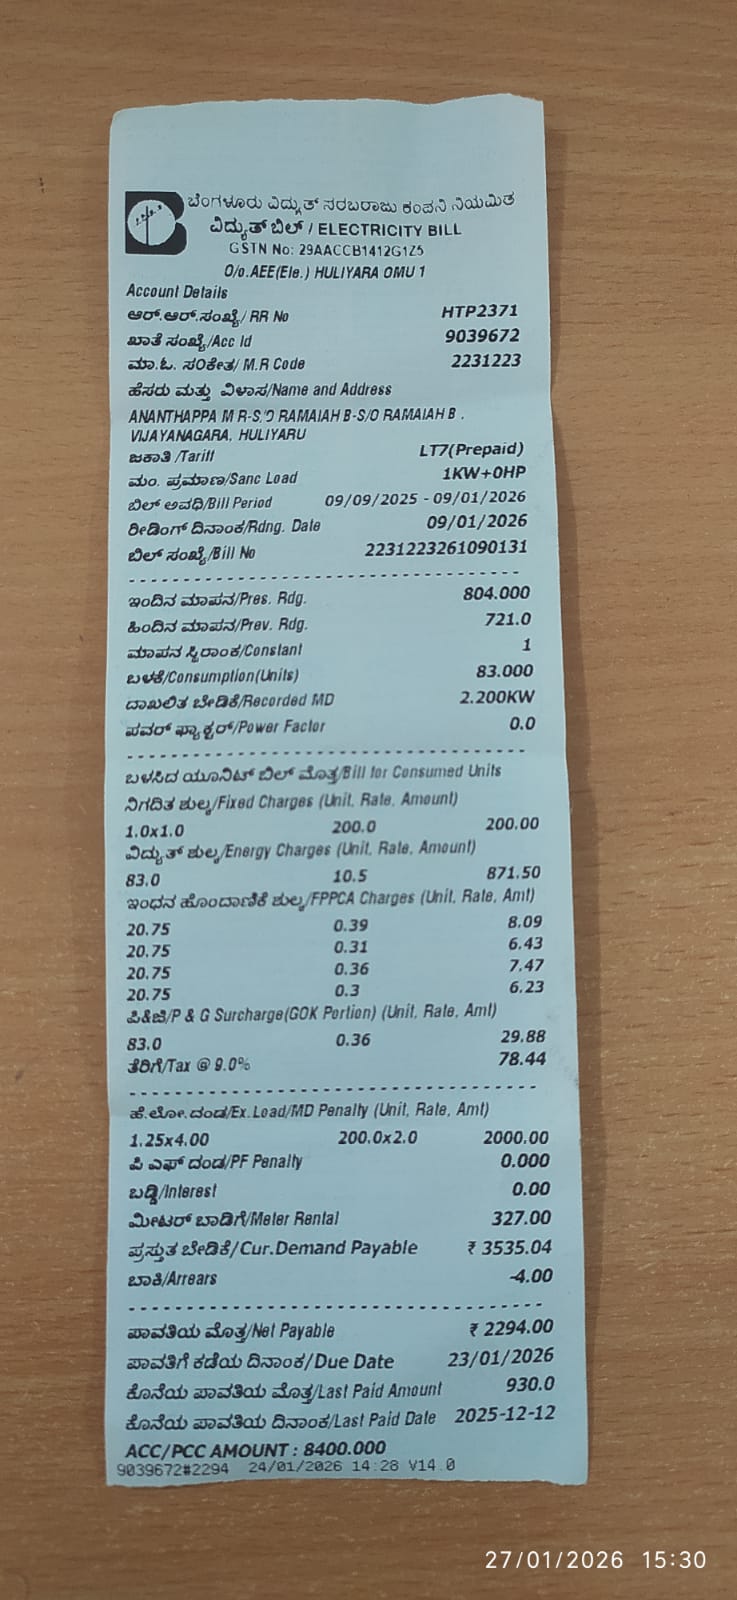 ಬೆಂಗಳೂರು ವಿದ್ಯುತ್ ಸರಬರಾಜು ಕಂಪನಿ ನಿಯಮಿತ
ವಿದ್ಯುತ್ ಬಿಲ್ / ELECTRICITY BILL
GSTN No: 29AACCB1412G1Z5
O/o.AEE(Ele.) HULIYARA OMU 1
Account Details
ಆರ್.ಆರ್.ಸಂಖ್ಯೆ/ RR No HTP2371
ಖಾತೆ ಸಂಖ್ಯೆ/Acc Id 9039672
ಮಾ.ಓ. ಸಂಕೇತ/ M.R Code 2231223
ಹೆಸರು ಮತ್ತು ವಿಳಾಸ/Name and Address
ANANTHAPPA M R-S/O RAMAIAH B-S/O RAMAIAH B .
VIJAYANAGARA, HULIYARU
ಜಕಾತಿ /Tariff LT7(Prepaid)
ಮಂ. ಪ್ರಮಾಣ/Sanc Load 1KW+0HP
ಬಿಲ್ ಅವಧಿ/Bill Period 09/09/2025 - 09/01/2026
ರೀಡಿಂಗ್ ದಿನಾಂಕ/Rdng. Date 09/01/2026
ಬಿಲ್ ಸಂಖ್ಯೆ/Bill No 2231223261090131
ಇಂದಿನ ಮಾಪನ/Pres. Rdg. 804.000
ಹಿಂದಿನ ಮಾಪನ/Prev. Rdg. 721.0
ಮಾಪನ ಸ್ಥಿರಾಂಕ/Constant 1
ಬಳಕೆ/Consumption(Units) 83.000
ದಾಖಲಿತ ಬೇಡಿಕೆ/Recorded MD 2.200KW
ಪವರ್ ಫ್ಯಾಕ್ಟರ್/Power Factor 0.0
ಬಳಸಿದ ಯೂನಿಟ್ ಬಿಲ್ ಮೊತ್ತ/Bill for Consumed Units
ನಿಗದಿತ ಶುಲ್ಕ/Fixed Charges (Unit, Rate, Amount)
1.0x1.0 200.0 200.00
ವಿದ್ಯುತ್ ಶುಲ್ಕ/Energy Charges (Unit, Rate, Amount)
83.0 10.5 871.50
ಇಂಧನ ಹೊಂದಾಣಿಕೆ ಶುಲ್ಕ/FPPCA Charges (Unit, Rate, Amt)
20.75 0.39 8.09
20.75 0.31 6.43
20.75 0.36 7.47
20.75 0.3 6.23
ಪಿ&ಜಿ/P & G Surcharge(GOK Portion) (Unit, Rate, Amt)
83.0 0.36 29.88
ತೆರಿಗೆ/Tax @ 9.0% 78.44
ಹೆ.ಲೋ.ದಂಡ/Ex.Load/MD Penalty (Unit, Rate, Amt)
1.25x4.00 200.0x2.0 2000.00
ಪಿ ಎಫ್ ದಂಡ/PF Penalty 0.000
ಬಡ್ಡಿ/Interest 0.00
ಮೀಟರ್ ಬಾಡಿಗೆ/Meter Rental 327.00
ಪ್ರಸ್ತುತ ಬೇಡಿಕೆ/Cur.Demand Payable ₹ 3535.04
ಬಾಕಿ/Arrears -4.00
ಪಾವತಿಯ ಮೊತ್ತ/Net Payable ₹ 2294.00
ಪಾವತಿಗೆ ಕಡೆಯ ದಿನಾಂಕ/Due Date 23/01/2026
ಕೊನೆಯ ಪಾವತಿಯ ಮೊತ್ತ/Last Paid Amount 930.0
ಕೊನೆಯ ಪಾವತಿಯ ದಿನಾಂಕ/Last Paid Date 2025-12-12
ACC/PCC AMOUNT : 8400.000
9039672#2294 24/01/2026 14:28 V14.0
27/01/2026 15:30